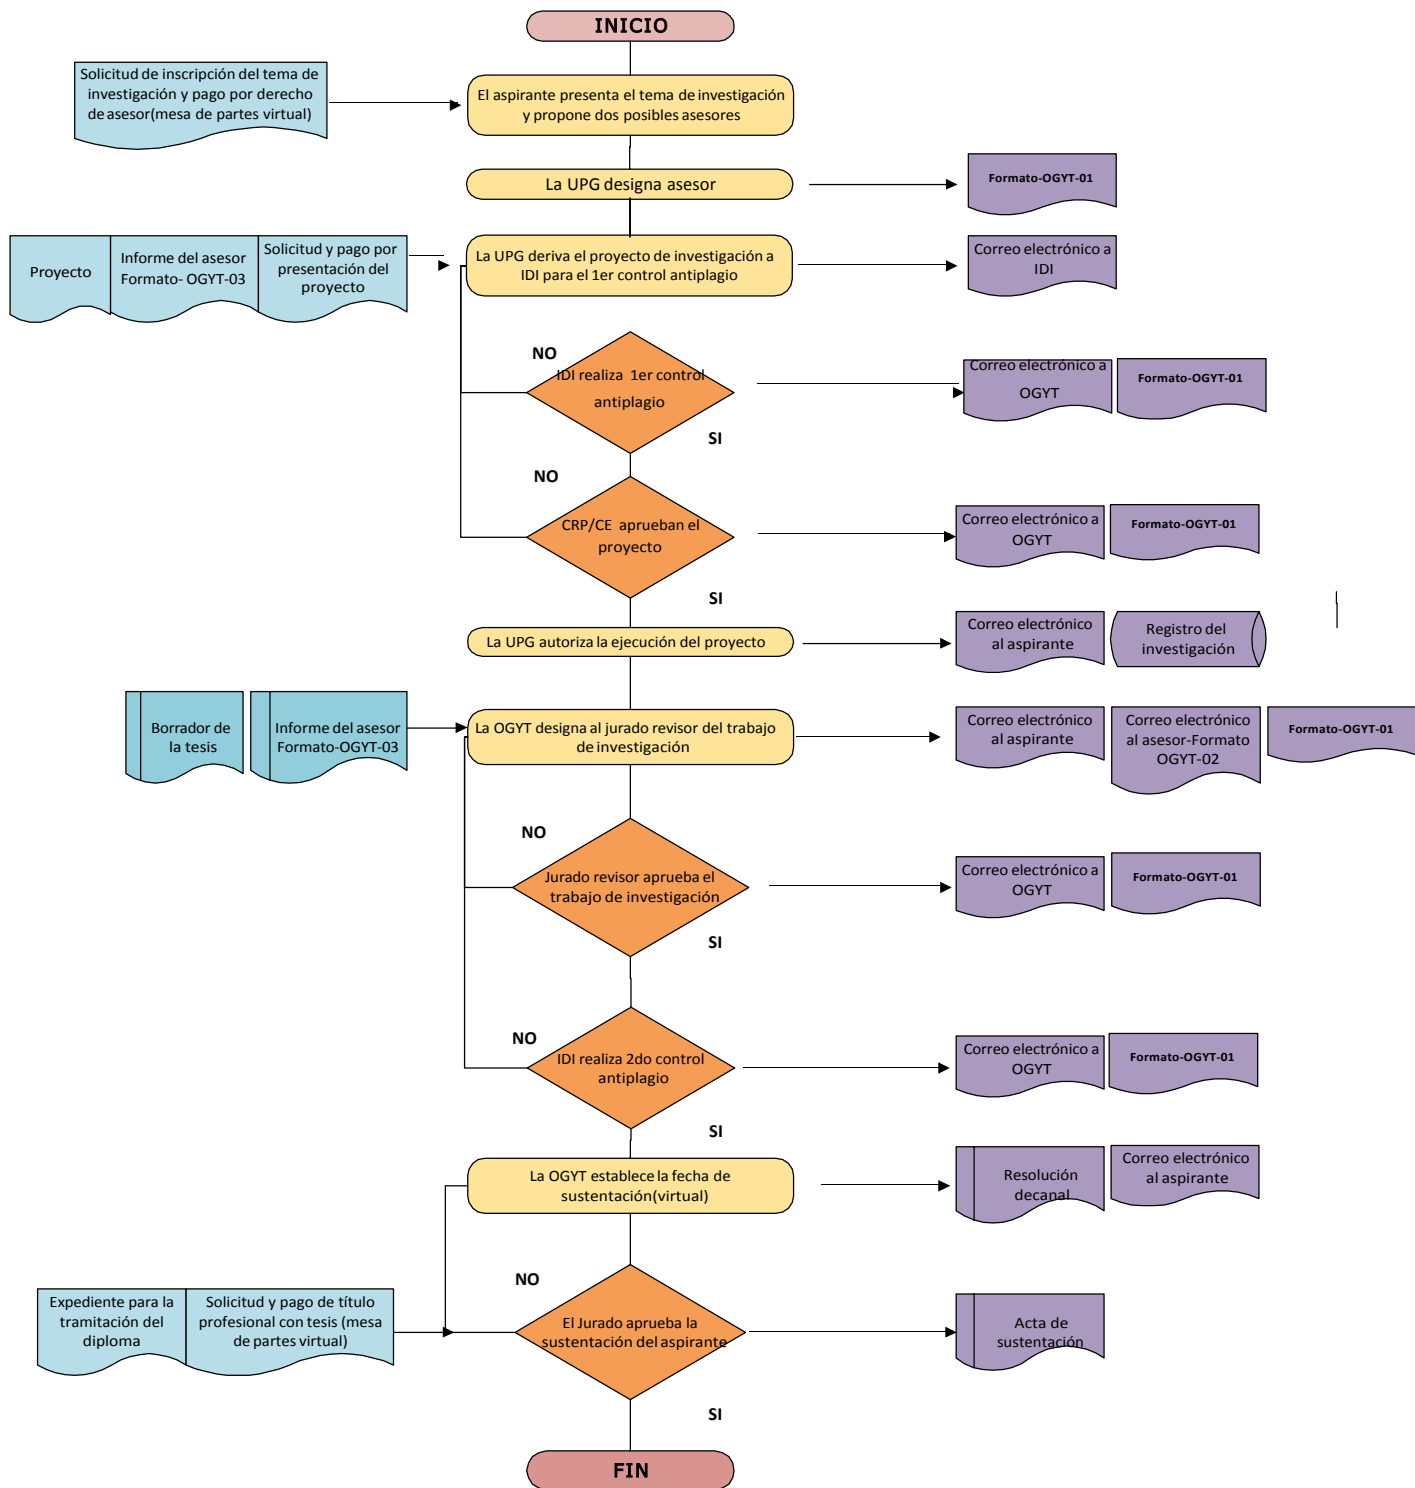 INICIO
Solicitud de inscripción del tema de
investigación y pago por derecho
de asesor(mesa de partes virtual)
El aspirante presenta el tema de investigación
y propone dos posibles asesores
La UPG designa asesor
Formato-OGYT-01
Proyecto
Informe del asesor
Formato- OGYT-03
Solicitud y pago por
presentación del
proyecto
La UPG deriva el proyecto de investigación a
IDI para el 1er control antiplagio
Correo electrónico a
IDI
NO
IDI realiza 1er control
antiplagio
SI
Correo electrónico a
OGYT
Formato-OGYT-01
NO
CRP/CE aprueban el
proyecto
SI
Correo electrónico a
OGYT
Formato-OGYT-01
La UPG autoriza la ejecución del proyecto
Correo electrónico
al aspirante
Registro del
investigación
Borrador de
la tesis
Informe del asesor
Formato-OGYT-03
La OGYT designa al jurado revisor del trabajo
de investigación
Correo electrónico
al aspirante
Correo electrónico
al asesor-Formato
OGYT-02
Formato-OGYT-01
NO
Jurado revisor aprueba el
trabajo de investigación
SI
Correo electrónico a
OGYT
Formato-OGYT-01
NO
IDI realiza 2do control
antiplagio
SI
Correo electrónico a
OGYT
Formato-OGYT-01
La OGYT establece la fecha de
sustentación(virtual)
Resolución
decanal
Correo electrónico
al aspirante
NO
Expediente para la
tramitación del
diploma
Solicitud y pago de título
profesional con tesis (mesa
de partes virtual)
El Jurado aprueba la
sustentación del aspirante
SI
Acta de
sustentación
FIN